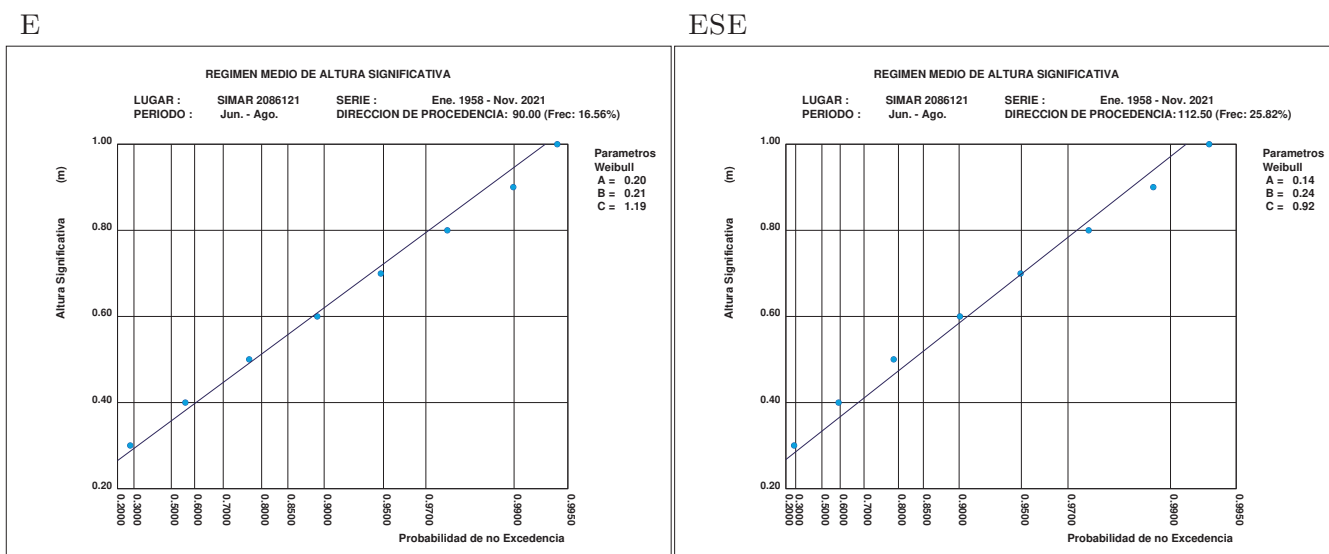 E
REGIMEN MEDIO DE ALTURA SIGNIFICATIVA
LUGAR : SIMAR 2086121 SERIE : Ene. 1958 - Nov. 2021
PERIODO : Jun. - Ago. DIRECCION DE PROCEDENCIA: 90.00 (Frec: 16.56%)
Parametros
Weibull
A = 0.20
B = 0.21
C = 1.19
Altura Significativa (m)
1.00
0.80
0.60
0.40
0.20
0.2000
0.3000
0.5000
0.6000
0.7000
0.8000
0.8500
0.9000
0.9500
0.9700
0.9900
0.9950
Probabilidad de no Excedencia
ESE
REGIMEN MEDIO DE ALTURA SIGNIFICATIVA
LUGAR : SIMAR 2086121 SERIE : Ene. 1958 - Nov. 2021
PERIODO : Jun. - Ago. DIRECCION DE PROCEDENCIA: 112.50 (Frec: 25.82%)
Parametros
Weibull
A = 0.14
B = 0.24
C = 0.92
Altura Significativa (m)
1.00
0.80
0.60
0.40
0.20
0.2000
0.3000
0.5000
0.6000
0.7000
0.8000
0.8500
0.9000
0.9500
0.9700
0.9900
0.9950
Probabilidad de no Excedencia